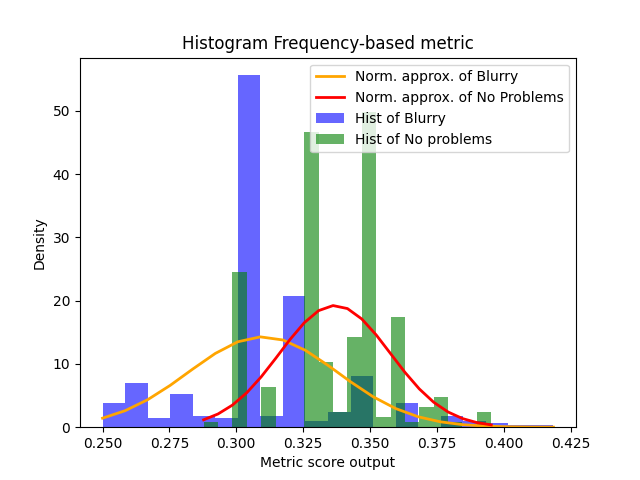 Histogram Frequency-based metric
Norm. approx. of Blurry
Norm. approx. of No Problems
Hist of Blurry
Hist of No problems
Density
50
40
30
20
10
0
0.250
0.275
0.300
0.325
0.350
0.375
0.400
0.425
Metric score output